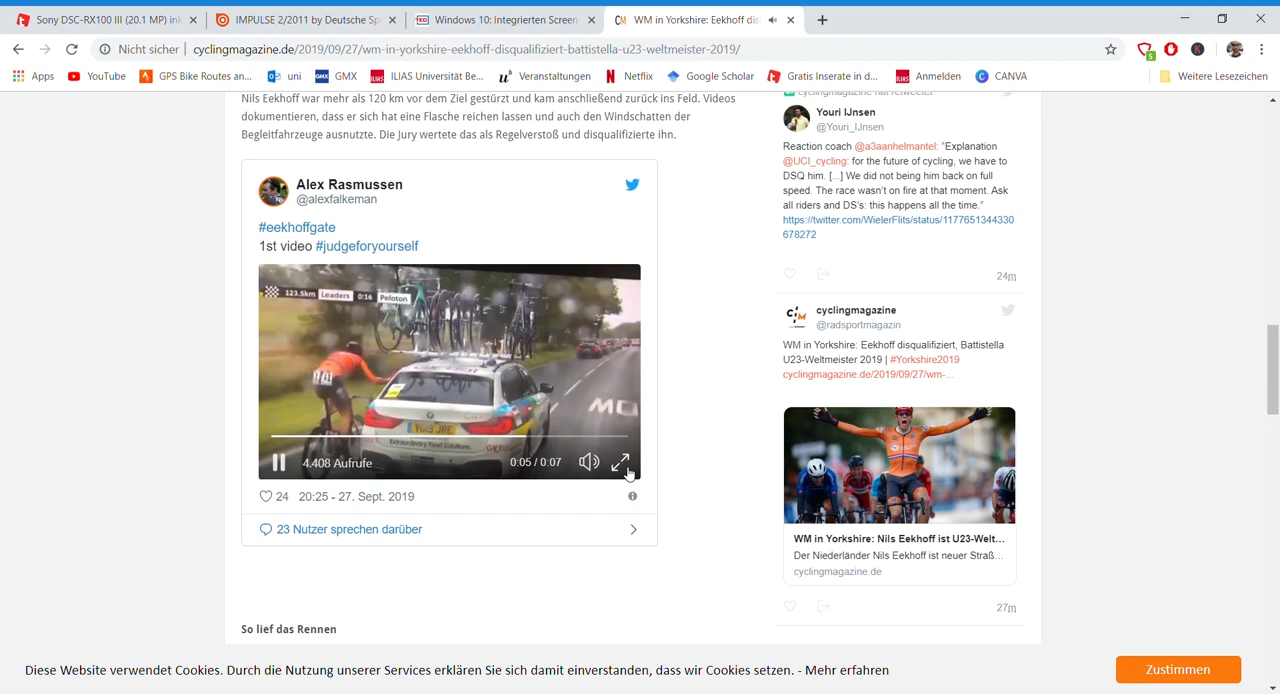 Sony DSC-RX100 III (20.1 MP) ink
IMPULSE 2/2011 by Deutsche Sp
Windows 10: Integrierten Screen
WM in Yorkshire: Eekhoff dis
Nicht sicher
cyclingmagazine.de/2019/09/27/wm-in-yorkshire-eekhoff-disqualifiziert-battistella-u23-weltmeister-2019/
Apps
YouTube
GPS Bike Routes an...
uni
GMX
ILIAS Universität Be...
Veranstaltungen
Netflix
Google Scholar
Gratis Inserate in d...
Anmelden
CANVA
Weitere Lesezeichen
Nils Eekhoff war mehr als 120 km vor dem Ziel gestürzt und kam anschließend zurück ins Feld. Videos
dokumentieren, dass er sich hat eine Flasche reichen lassen und auch den Windschatten der
Begleitfahrzeuge ausnutzte. Die Jury wertete das als Regelverstoß und disqualifizierte ihn.
Alex Rasmussen
@alexfalkeman
#eekhoffgate
1st video #judgeforyourself
123.5km Leaders 0:16 Peloton
4.408 Aufrufe
0:05 / 0:07
24 20:25 - 27. Sept. 2019
23 Nutzer sprechen darüber
So lief das Rennen
cyclingmagazine hat retweetet
Youri IJnsen
@Youri_IJnsen
Reaction coach @a3aanhelmantel: "Explanation
@UCI_cycling: for the future of cycling, we have to
DSQ him. [...] We did not being him back on full
speed. The race wasn't on fire at that moment. Ask
all riders and DS's: this happens all the time."
https://twitter.com/WielerFlits/status/1177651344330
678272
24m
cyclingmagazine
@radsportmagazin
WM in Yorkshire: Eekhoff disqualifiziert, Battistella
U23-Weltmeister 2019 | #Yorkshire2019
cyclingmagazine.de/2019/09/27/wm-...
WM in Yorkshire: Nils Eekhoff ist U23-Welt...
Der Niederländer Nils Eekhoff ist neuer Straß...
cyclingmagazine.de
27m
Diese Website verwendet Cookies. Durch die Nutzung unserer Services erklären Sie sich damit einverstanden, dass wir Cookies setzen. - Mehr erfahren
Zustimmen